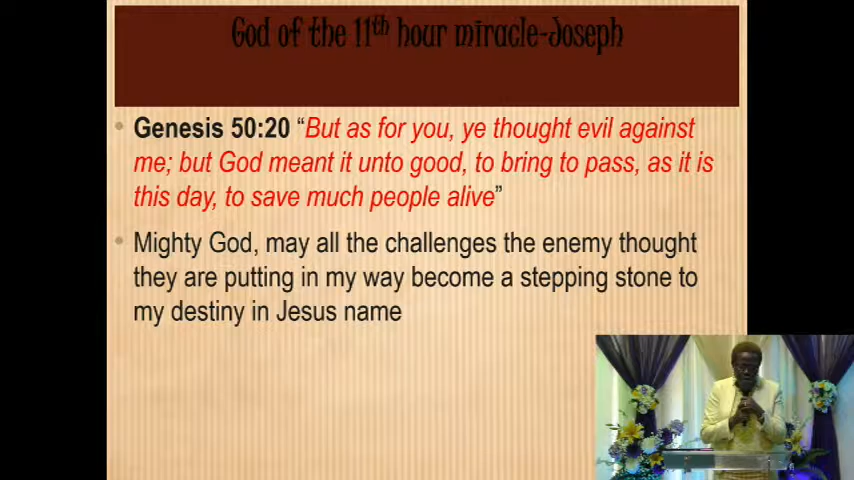 God of the 11th hour miracle-Joseph
• Genesis 50:20 “But as for you, ye thought evil against
me; but God meant it unto good, to bring to pass, as it is
this day, to save much people alive”
• Mighty God, may all the challenges the enemy thought
they are putting in my way become a stepping stone to
my destiny in Jesus name